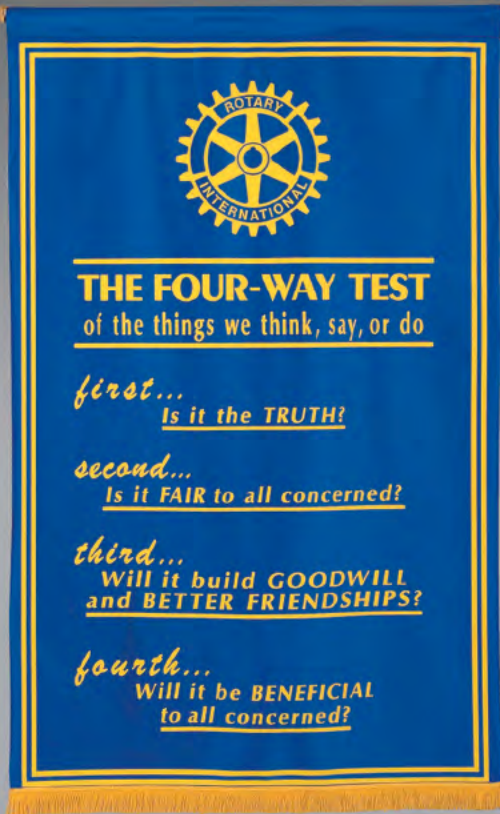 ROTARY
INTERNATIONAL
THE FOUR-WAY TEST
of the things we think, say, or do
first...
Is it the TRUTH?
second...
Is it FAIR to all concerned?
third...
Will it build GOODWILL
and BETTER FRIENDSHIPS?
fourth...
Will it be BENEFICIAL
to all concerned?